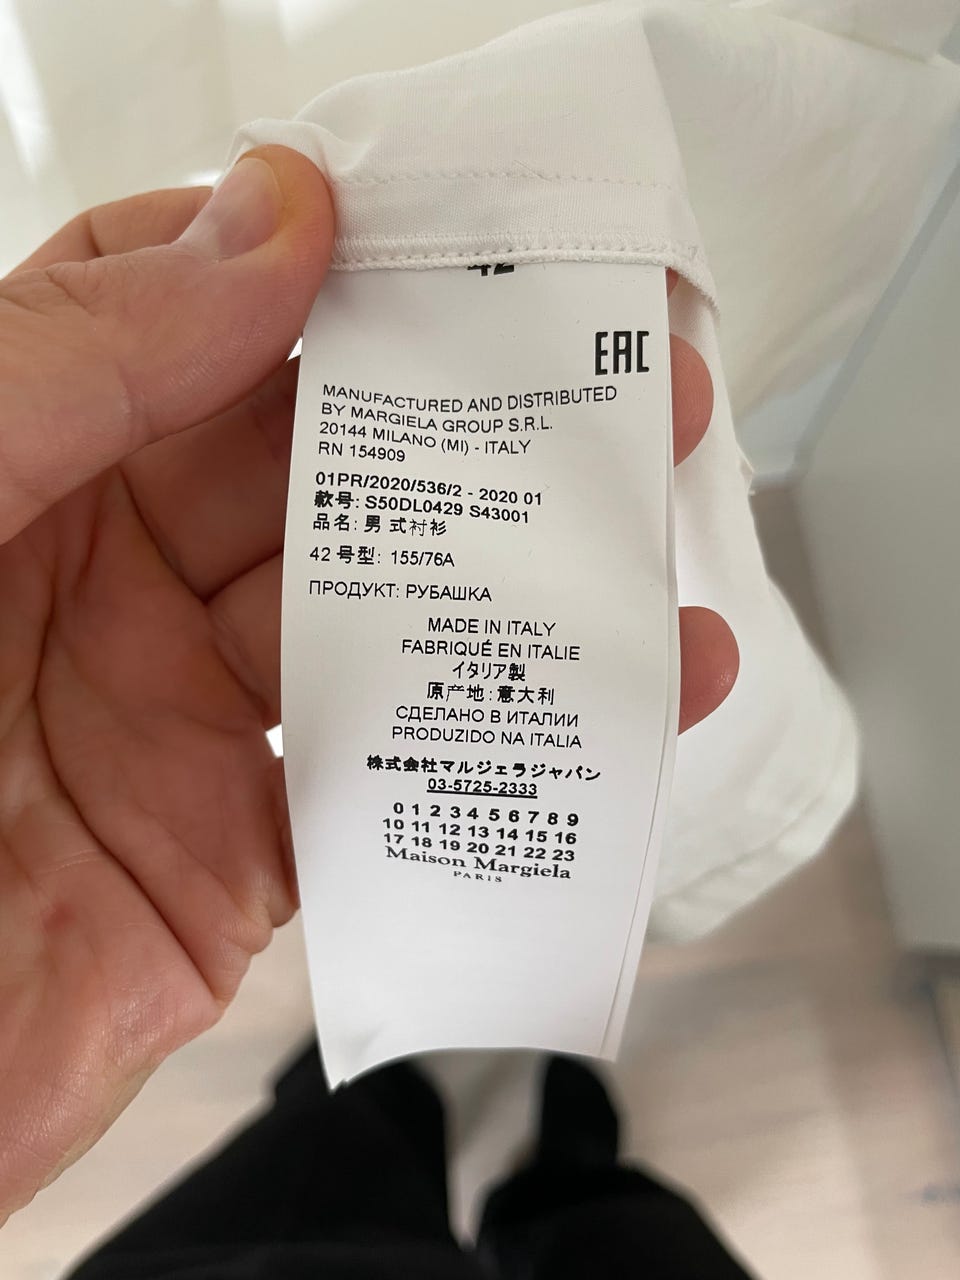 42
EAC
MANUFACTURED AND DISTRIBUTED
BY MARGIELA GROUP S.R.L.
20144 MILANO (MI) - ITALY
RN 154909
01PR/2020/536/2 - 2020 01
款号: S50DL0429 S43001
品名: 男 式衬衫
42 号型: 155/76A
ПРОДУКТ: РУБАШКА
MADE IN ITALY
FABRIQUÉ EN ITALIE
イタリア製
原产地: 意大利
СДЕЛАНО В ИТАЛИИ
PRODUZIDO NA ITALIA
株式会社マルジェラジャパン
03-5725-2333
0 1 2 3 4 5 6 7 8 9
10 11 12 13 14 15 16
17 18 19 20 21 22 23
Maison Margiela
PARIS